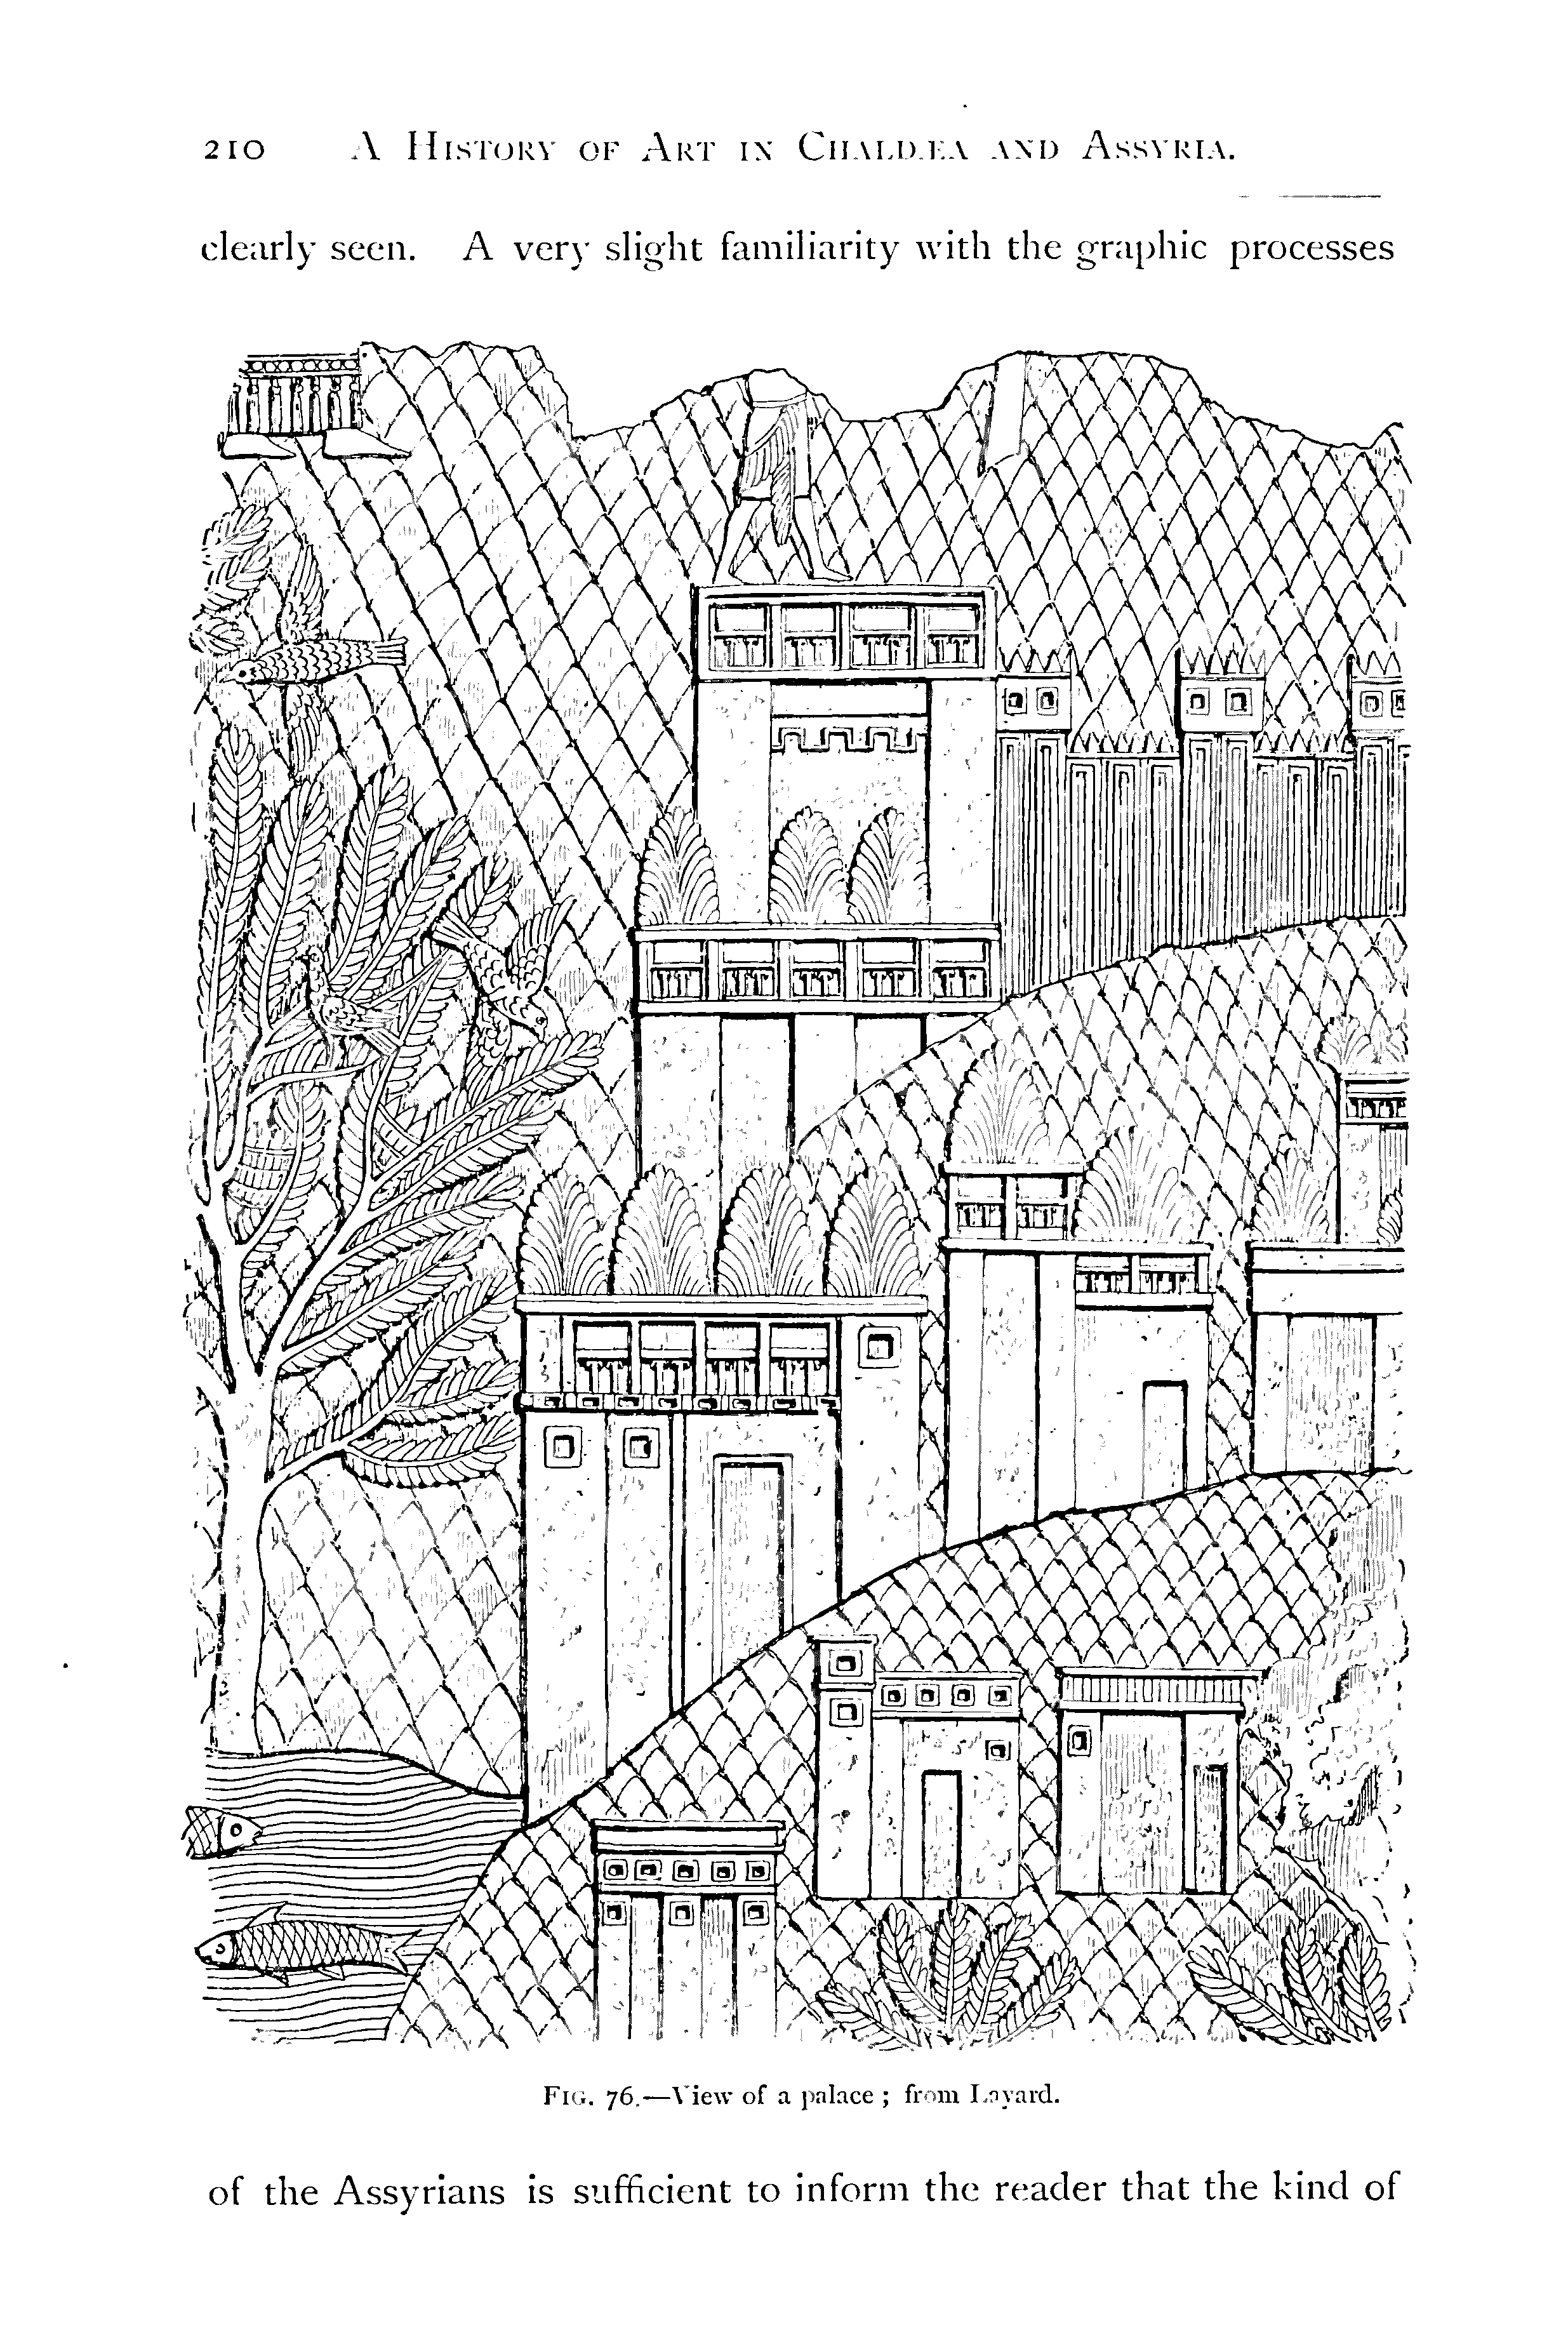 210 A History of Art in Chaldæa and Assyria.
clearly seen. A very slight familiarity with the graphic processes
Fig. 76.—View of a palace ; from Layard.
of the Assyrians is sufficient to inform the reader that the kind of